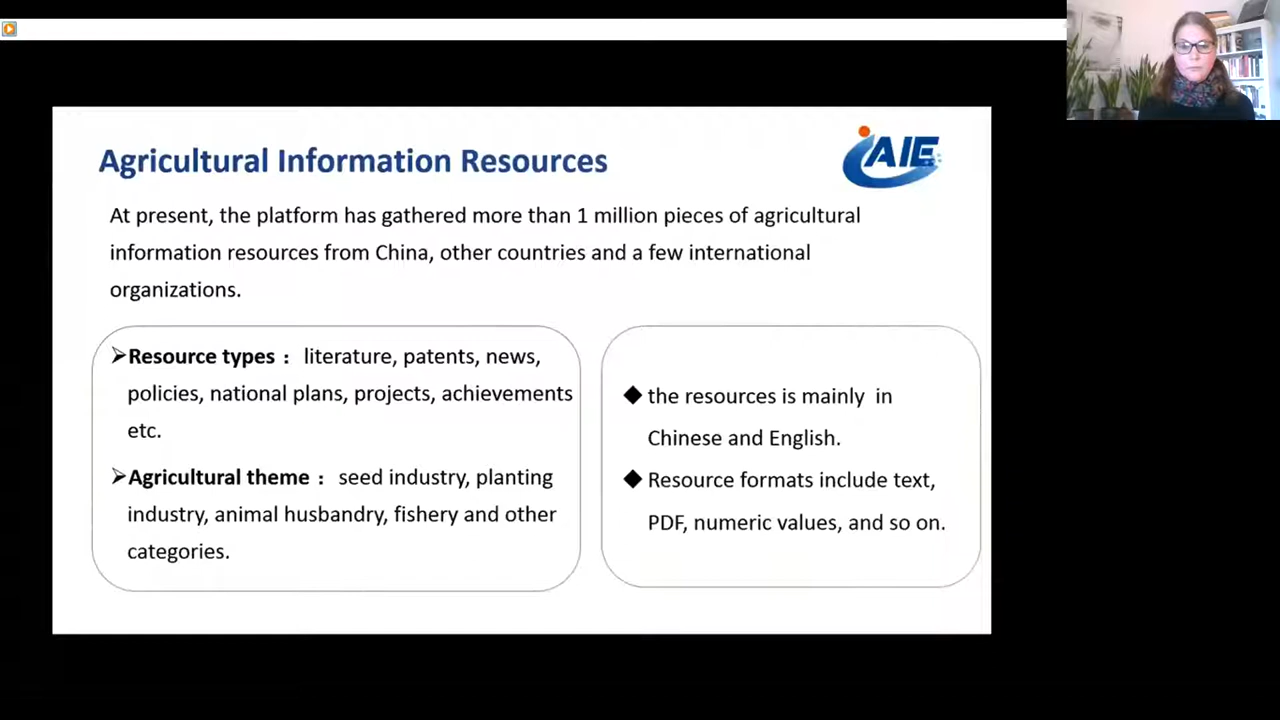 Agricultural Information Resources
AIE
At present, the platform has gathered more than 1 million pieces of agricultural
information resources from China, other countries and a few international
organizations.
➢Resource types： literature, patents, news,
policies, national plans, projects, achievements
etc.
➢Agricultural theme： seed industry, planting
industry, animal husbandry, fishery and other
categories.
◆ the resources is mainly in
Chinese and English.
◆ Resource formats include text,
PDF, numeric values, and so on.